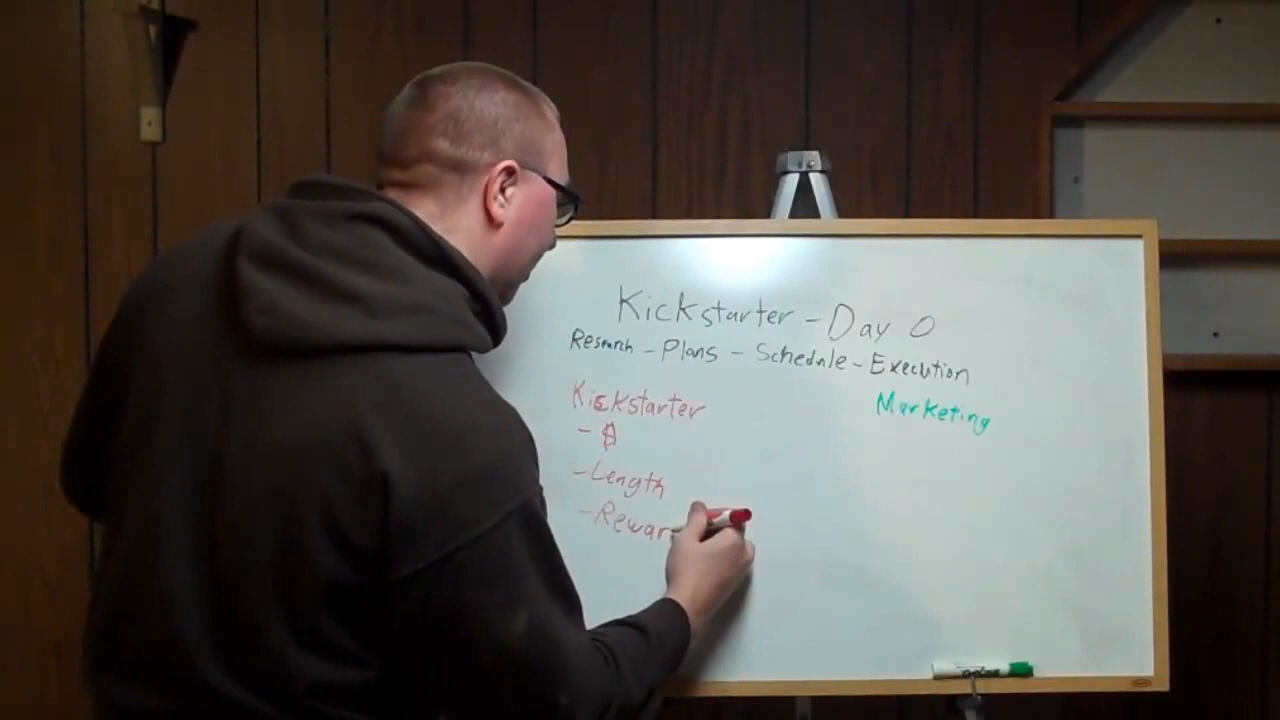 Kickstarter - Day 0
Research - Plans - Schedule - Execution
Kickstarter
Marketing
- $
- Length
- Rewar